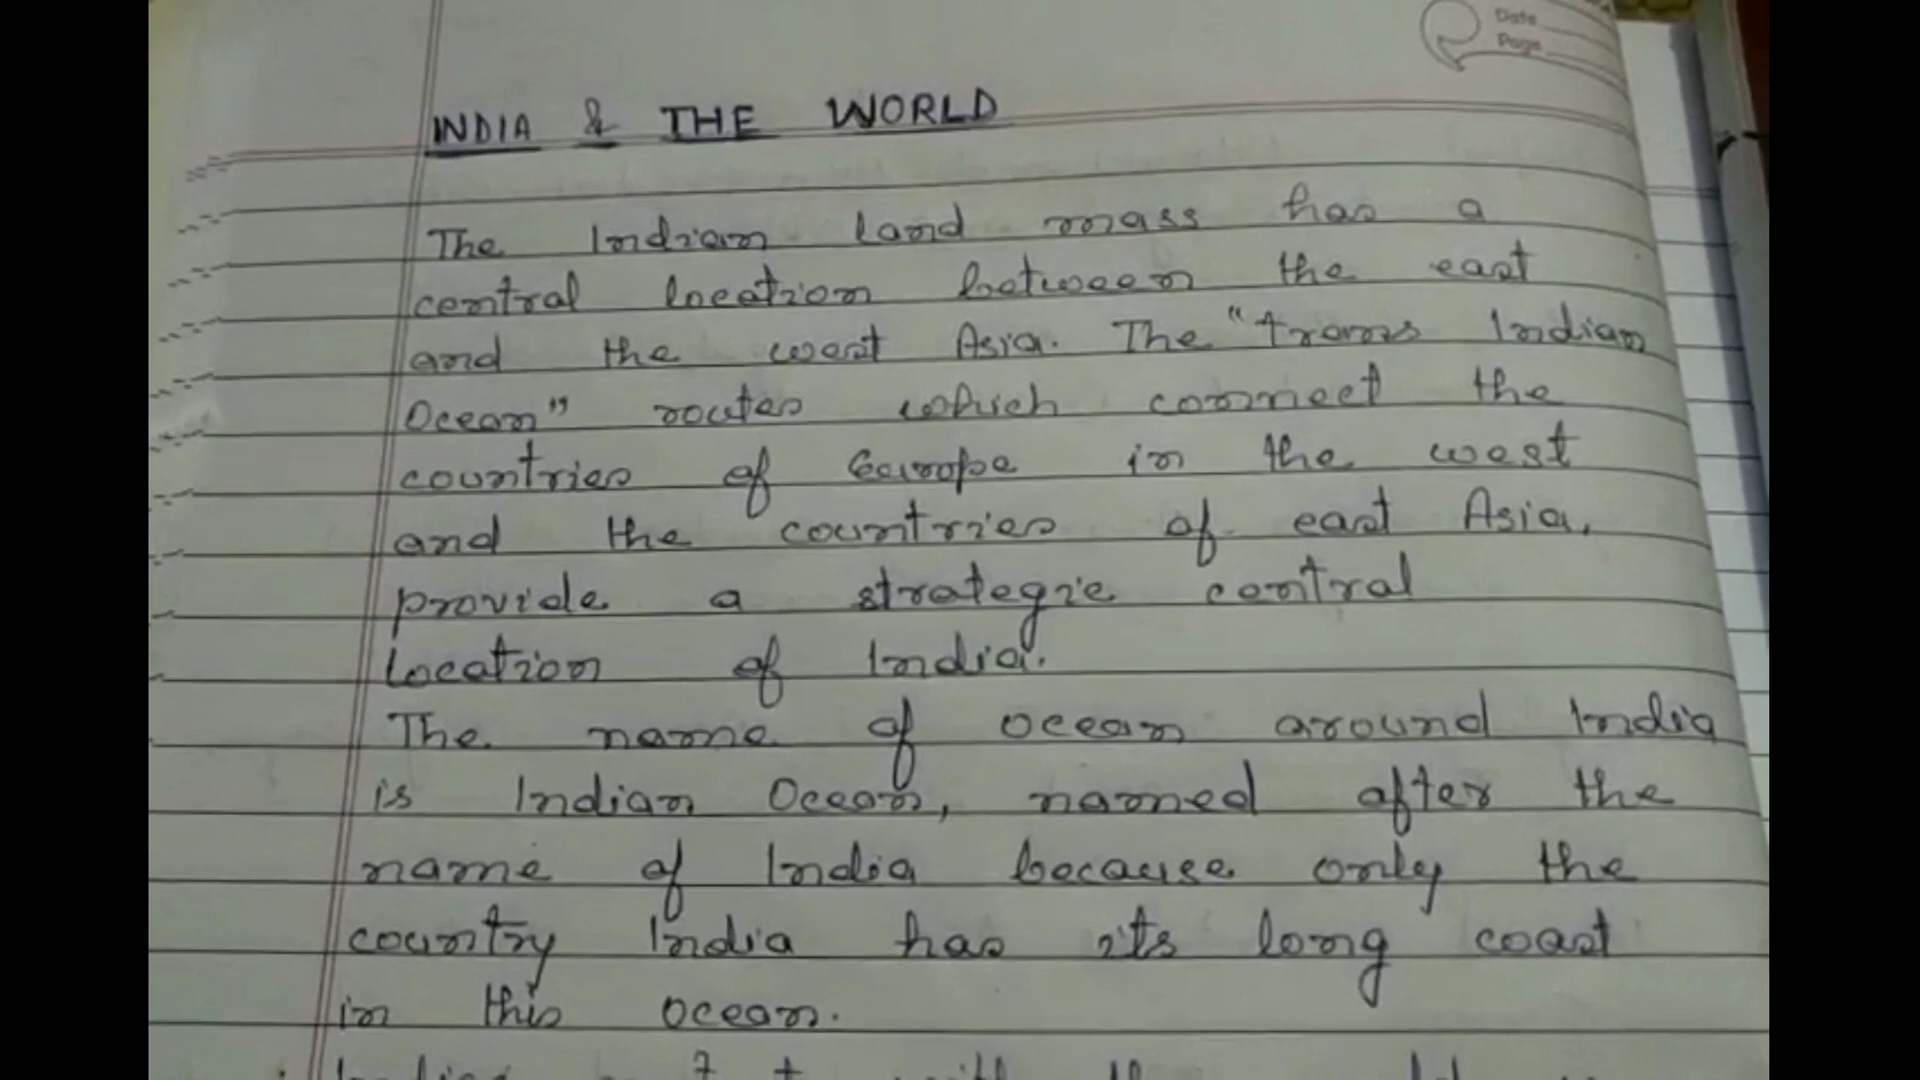 Date
Page
INDIA & THE WORLD
The Indian land mass has a
central location between the east
and the west Asia. The "trans Indian
Ocean" routes which connect the
countries of Europe in the west
and the countries of east Asia,
provide a strategic central
location of India.
The name of ocean around India
is Indian Ocean, named after the
name of India because only the
country India has its long coast
in this ocean.